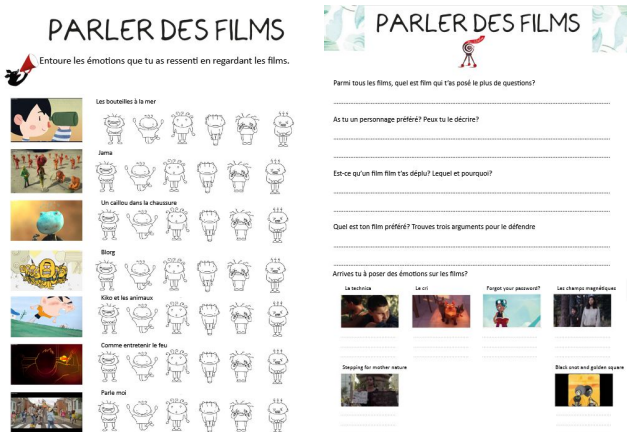 PARLER DES FILMS
Entoure les émotions que tu as ressenti en regardant les films.
Les bouteilles à la mer
Jama
Un caillou dans la chaussure
Blorg
Kiko et les animaux
Comme entretenir le feu
Parle moi
PARLER DES FILMS
Parmi tous les films, quel est film qui t'as posé le plus de questions?
As tu un personnage préféré? Peux tu le décrire?
Est-ce qu'un film film t'as déplu? Lequel et pourquoi?
Quel est ton film préféré? Trouves trois arguments pour le défendre
Arrives tu à poser des émotions sur les films?
La technica
Le cri
Forgot your password?
Les champs magnétiques
Stepping for mother nature
Black snot and golden square